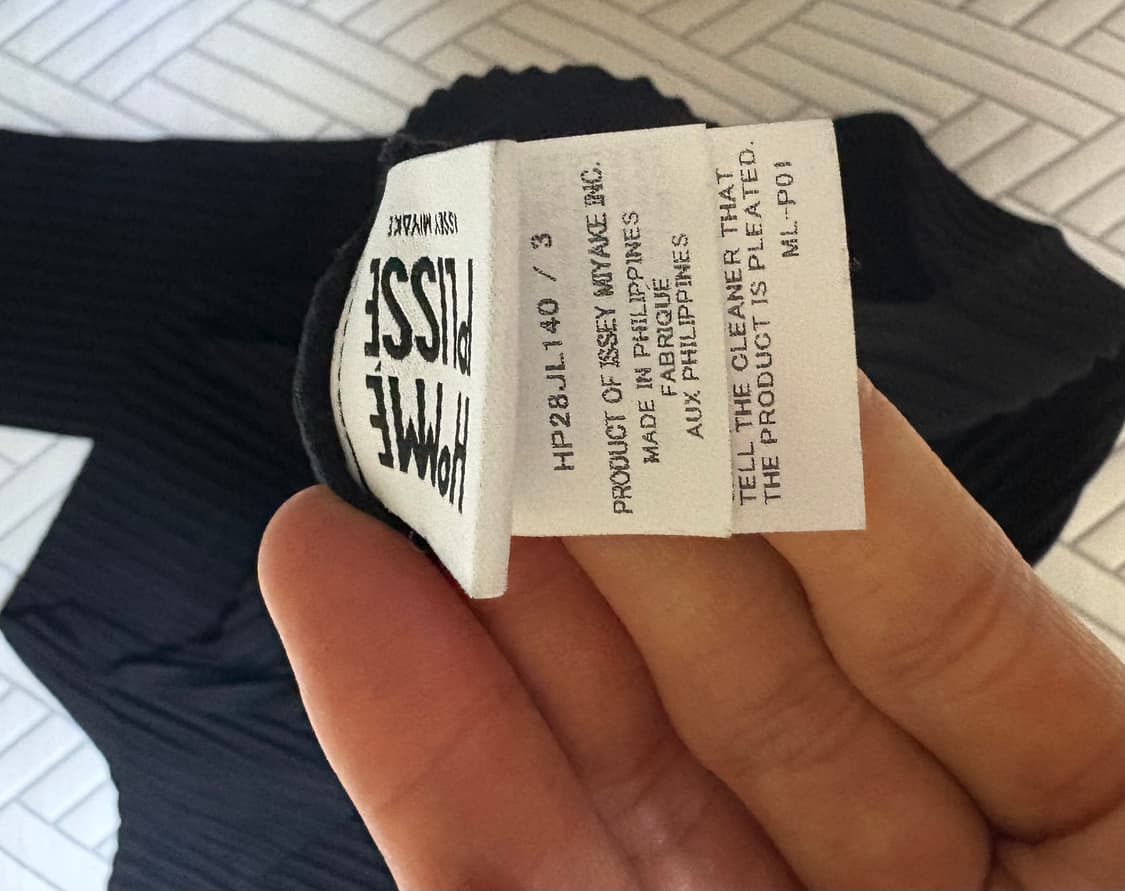 HOMME
PLISSÉ
ISSEY MIYAKE
HP28JL140 / 3
PRODUCT OF ISSEY MIYAKE INC.
MADE IN PHILIPPINES
FABRIQUE
AUX PHILIPPINES
TELL THE CLEANER THAT
THE PRODUCT IS PLEATED.
ML-P01